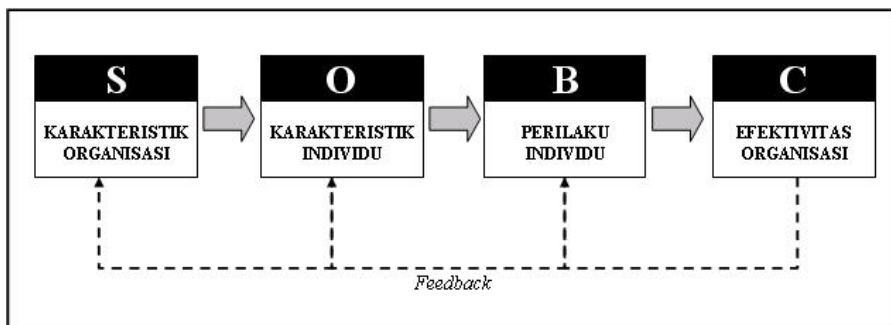 S
KARAKTERISTIK
ORGANISASI
O
KARAKTERISTIK
INDIVIDU
B
PERILAKU
INDIVIDU
C
EFEKTIVITAS
ORGANISASI
Feedback